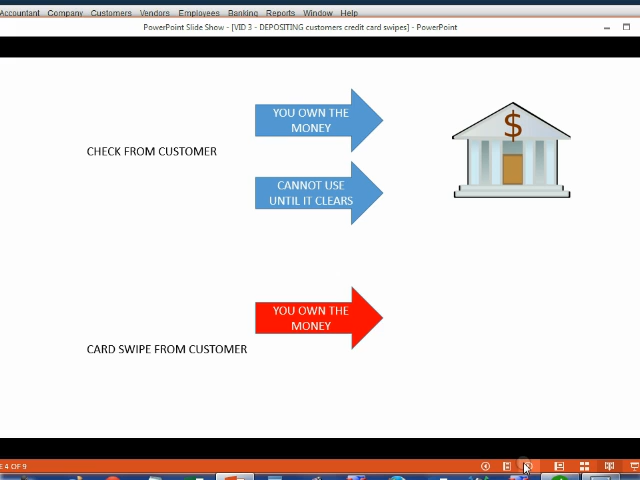 Accountant Company Customers Vendors Employees Banking Reports Window Help
PowerPoint Slide Show - [VID 3 - DEPOSITING customers credit card swipes] - PowerPoint
YOU OWN THE
MONEY
$
CHECK FROM CUSTOMER
CANNOT USE
UNTIL IT CLEARS
YOU OWN THE
MONEY
CARD SWIPE FROM CUSTOMER
E 4 OF 9